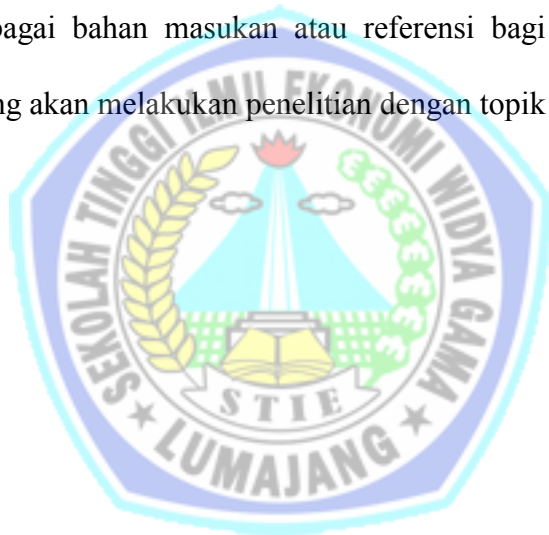 bagai bahan masukan atau referensi bagi
ng akan melakukan penelitian dengan topik
SEKOLAH TINGGI ILMU EKONOMI WIDYA GAMA
STIE
LUMAJANG